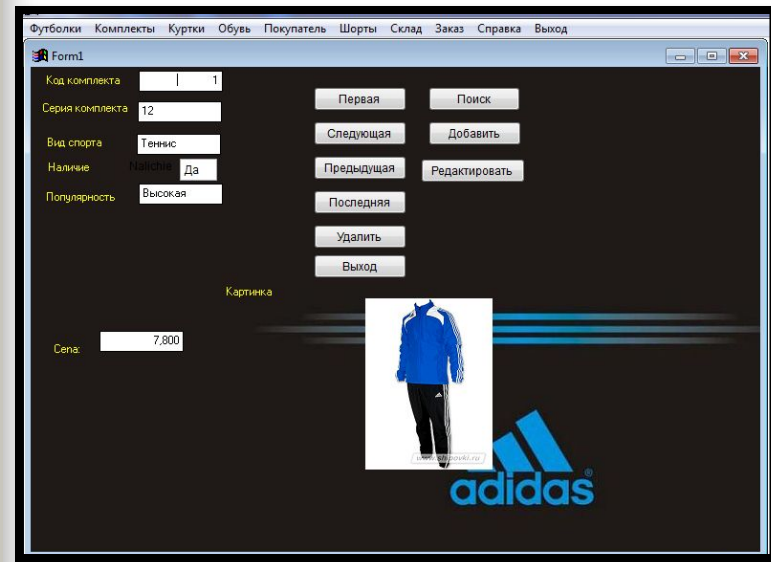 Футболки Комплекты Куртки Обувь Покупатель Шорты Склад Заказ Справка Выход
Form1
Код комплекта 1
Серия комплекта 12
Вид спорта Теннис
Наличие Nalichie Да
Популярность Высокая
Первая Поиск
Следующая Добавить
Предыдущая Редактировать
Последняя
Удалить
Выход
Картинка
Cena: 7,800
adidas®